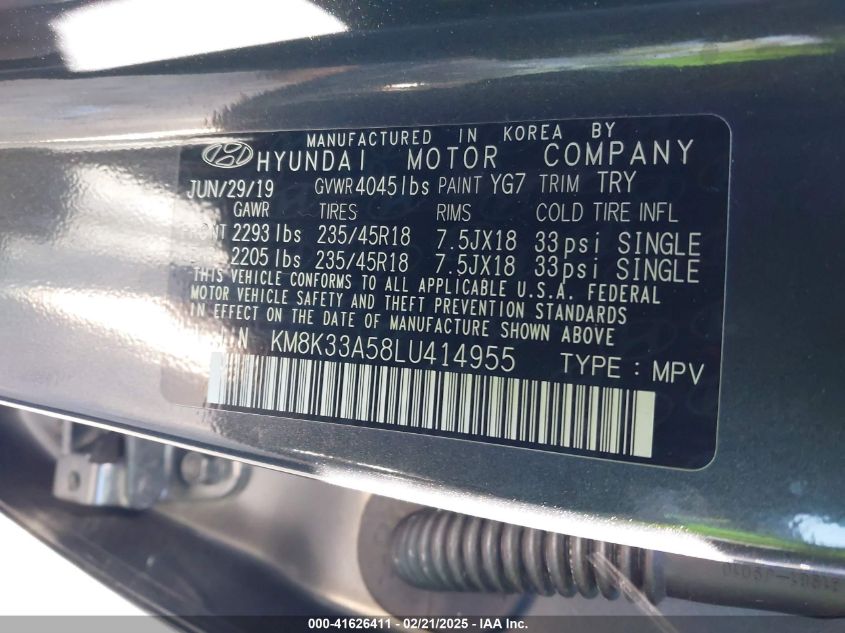 MANUFACTURED IN KOREA BY
HYUNDAI MOTOR COMPANY
JUN/29/19 GVWR 4045lbs PAINT YG7 TRIM TRY
GAWR TIRES RIMS COLD TIRE INFL
FRONT 2293 lbs 235/45R18 7.5JX18 33psi SINGLE
2205 lbs 235/45R18 7.5JX18 33psi SINGLE
THIS VEHICLE CONFORMS TO ALL APPLICABLE U.S.A. FEDERAL
MOTOR VEHICLE SAFETY AND THEFT PREVENTION STANDARDS
IN EFFECT ON THE DATE OF MANUFACTURE SHOWN ABOVE
KM8K33A58LU414955 TYPE : MPV
000-41626411 - 02/21/2025 - IAA Inc.